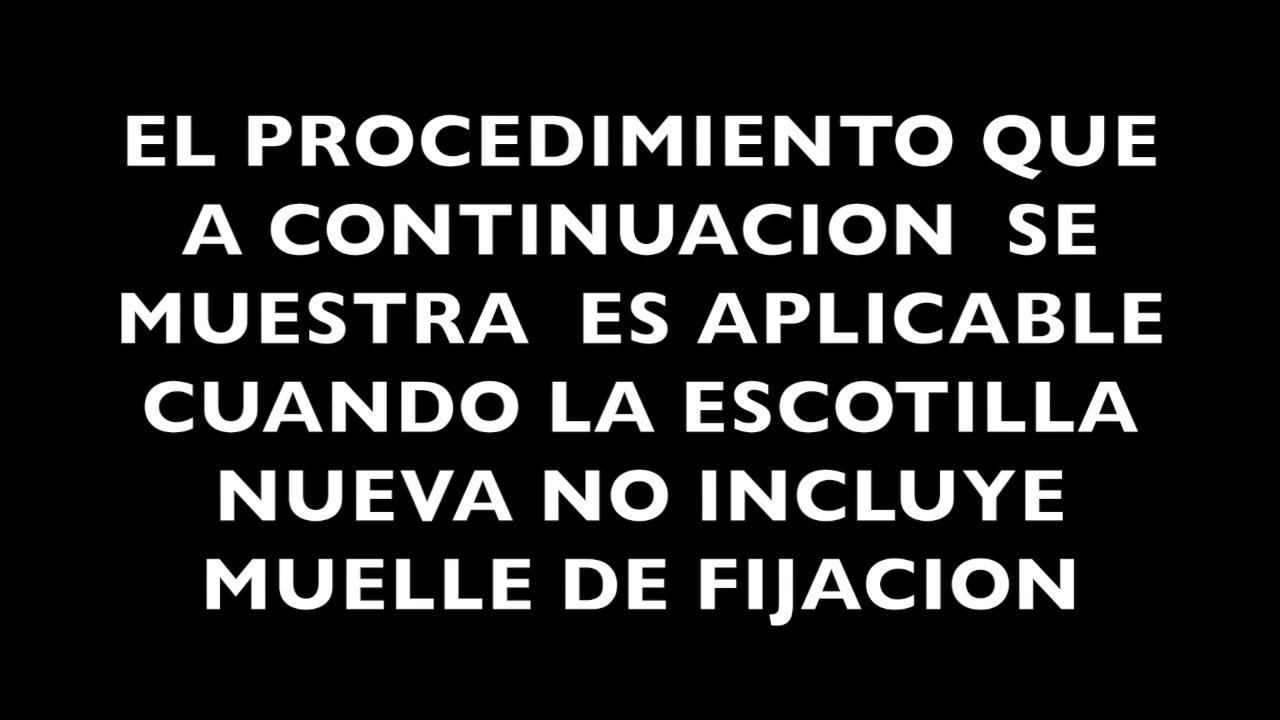 EL PROCEDIMIENTO QUE
A CONTINUACION  SE
MUESTRA  ES APLICABLE
CUANDO LA ESCOTILLA
NUEVA NO INCLUYE
MUELLE DE FIJACION